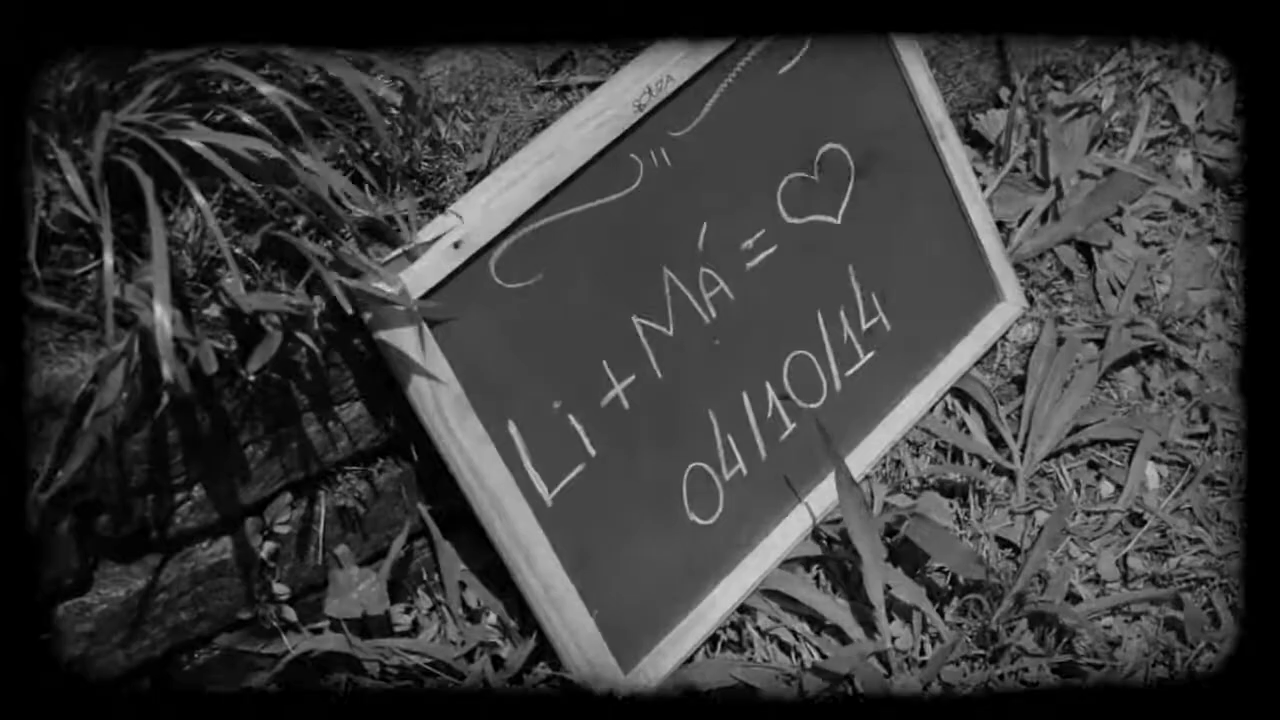 Li + MÁ = ♡
04/10/14